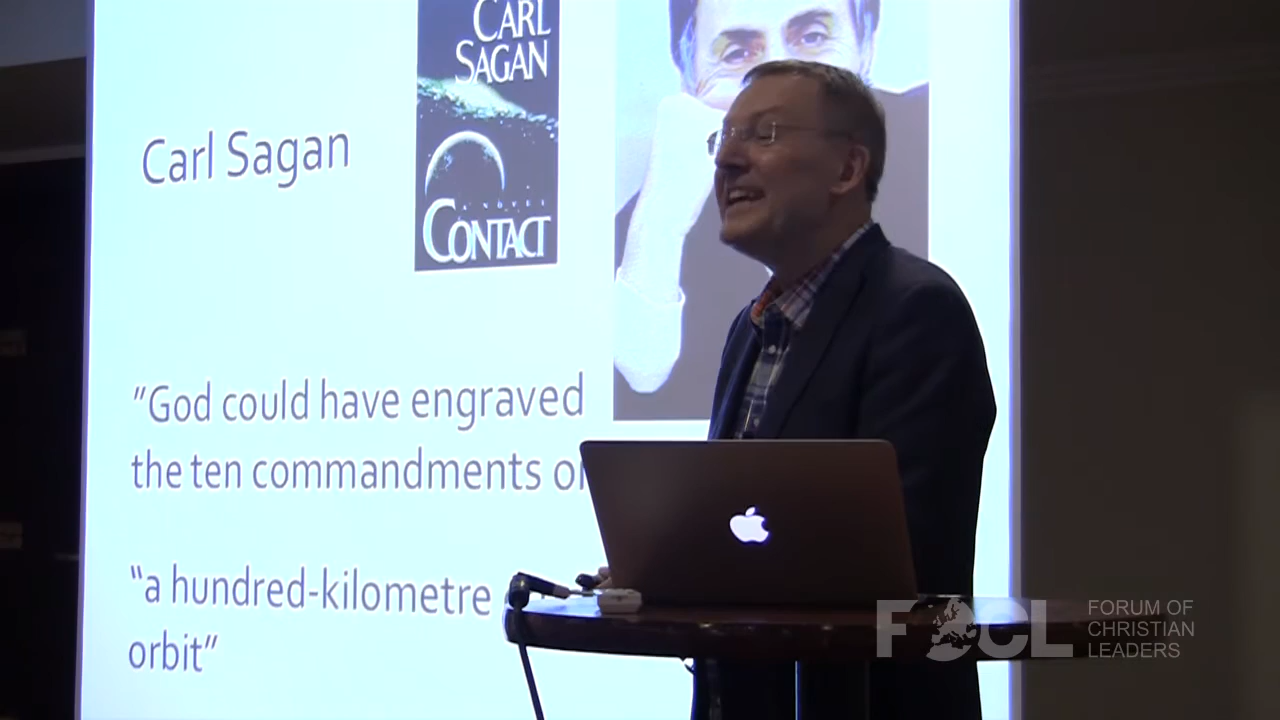 CARL
SAGAN
Carl Sagan
A NOVEL
CONTACT
"God could have engraved
the ten commandments
"a hundred-kilometre
orbit"
FOCL
FORUM OF
CHRISTIAN
LEADERS